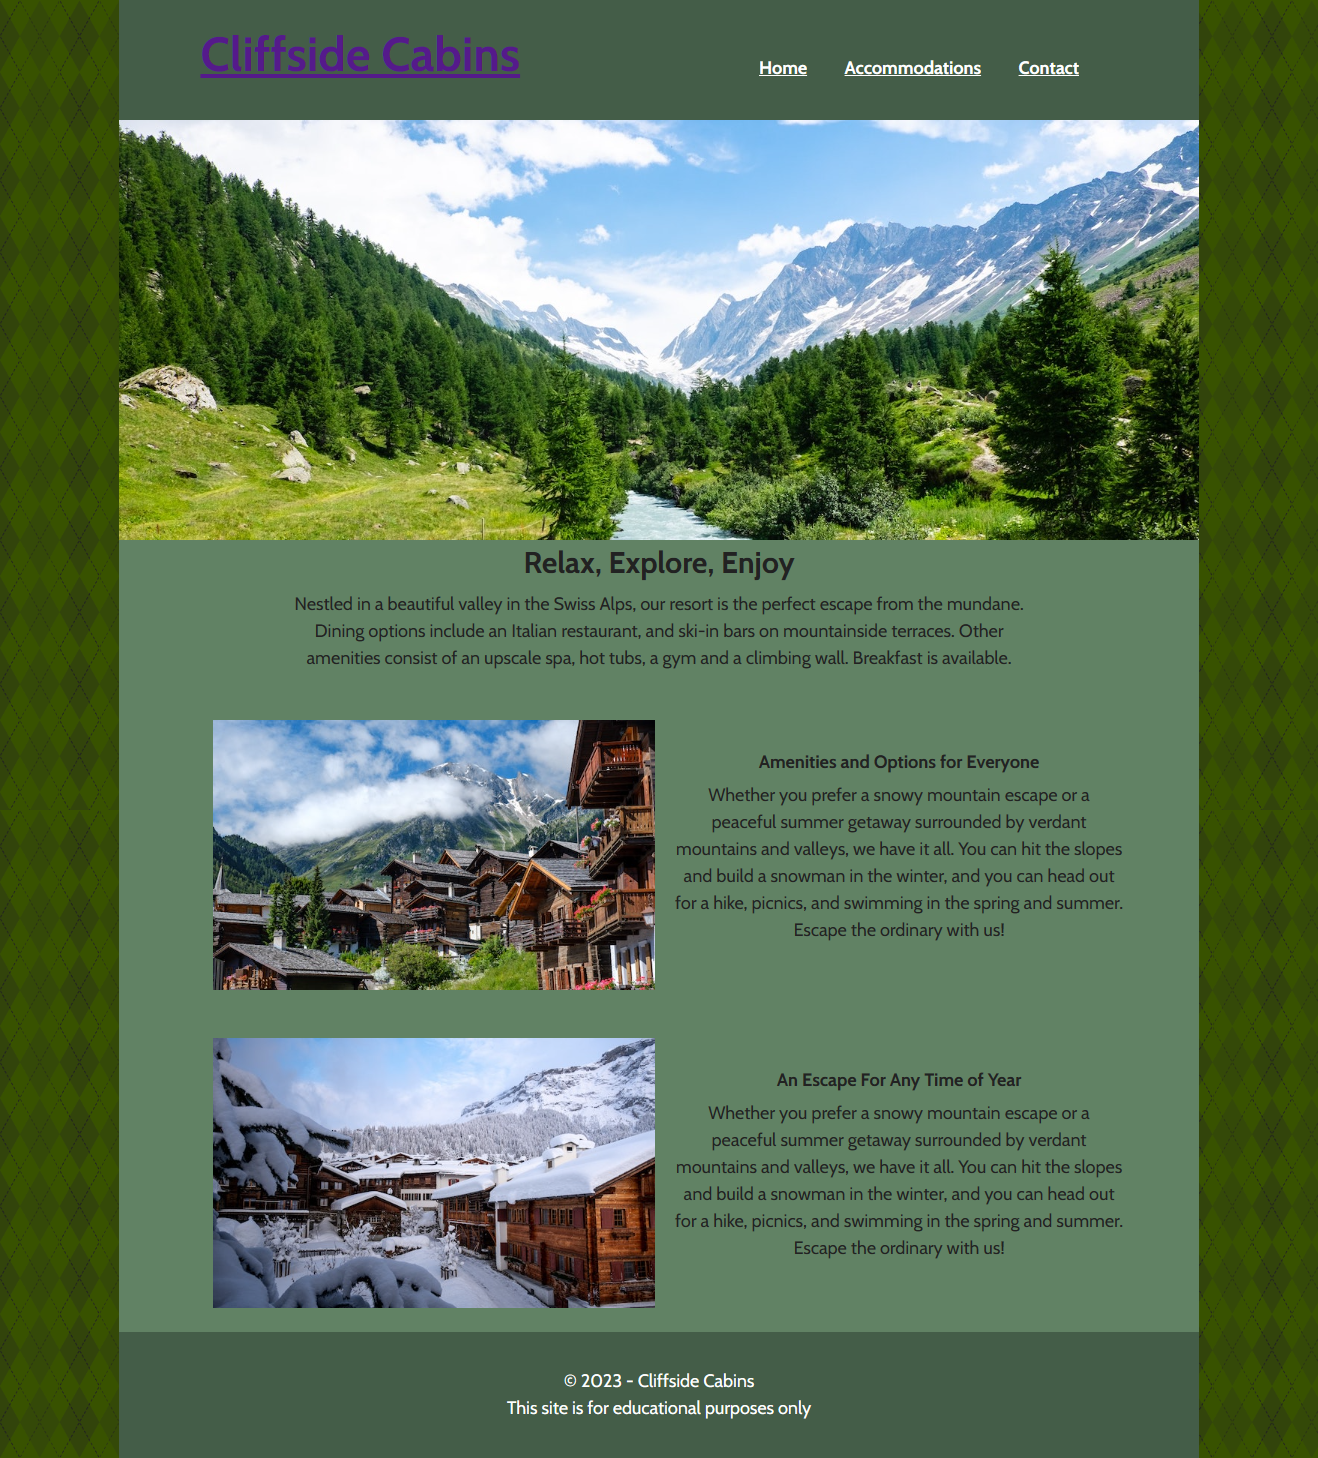 Cliffside Cabins
Home Accommodations Contact
Relax, Explore, Enjoy
Nestled in a beautiful valley in the Swiss Alps, our resort is the perfect escape from the mundane.
Dining options include an Italian restaurant, and ski-in bars on mountainside terraces. Other
amenities consist of an upscale spa, hot tubs, a gym and a climbing wall. Breakfast is available.
Amenities and Options for Everyone
Whether you prefer a snowy mountain escape or a
peaceful summer getaway surrounded by verdant
mountains and valleys, we have it all. You can hit the slopes
and build a snowman in the winter, and you can head out
for a hike, picnics, and swimming in the spring and summer.
Escape the ordinary with us!
An Escape For Any Time of Year
Whether you prefer a snowy mountain escape or a
peaceful summer getaway surrounded by verdant
mountains and valleys, we have it all. You can hit the slopes
and build a snowman in the winter, and you can head out
for a hike, picnics, and swimming in the spring and summer.
Escape the ordinary with us!
© 2023 - Cliffside Cabins
This site is for educational purposes only